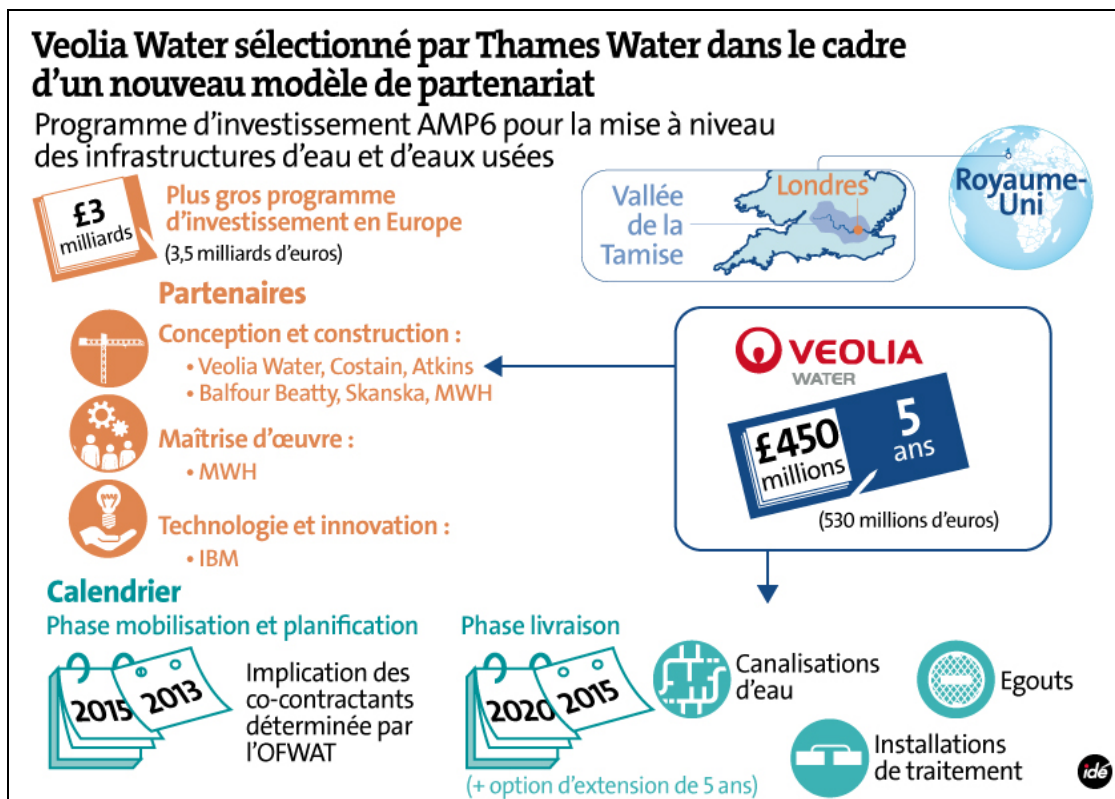 Veolia Water sélectionné par Thames Water dans le cadre
d’un nouveau modèle de partenariat
Programme d’investissement AMP6 pour la mise à niveau
des infrastructures d’eau et d’eaux usées
£3
milliards
Plus gros programme
d’investissement en Europe
(3,5 milliards d’euros)
Vallée
de la
Tamise
Londres
Royaume-
Uni
Partenaires
Conception et construction :
• Veolia Water, Costain, Atkins
• Balfour Beatty, Skanska, MWH
Maîtrise d’œuvre :
• MWH
Technologie et innovation :
• IBM
VEOLIA
WATER
£450
millions
5
ans
(530 millions d’euros)
Calendrier
Phase mobilisation et planification
2015
2013
Implication des
co-contractants
déterminée par
l’OFWAT
Phase livraison
2020
2015
(+ option d’extension de 5 ans)
Canalisations
d’eau
Egouts
Installations
de traitement
idé